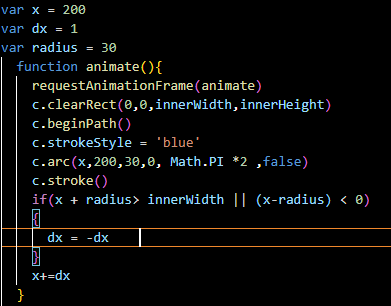 var x = 200
var dx = 1
var radius = 30
function animate(){
requestAnimationFrame(animate)
c.clearRect(0,0,innerWidth,innerHeight)
c.beginPath()
c.strokeStyle = 'blue'
c.arc(x,200,30,0, Math.PI *2 ,false)
c.stroke()
if(x + radius> innerWidth || (x-radius) < 0)
{
dx = -dx
}
x+=dx
}